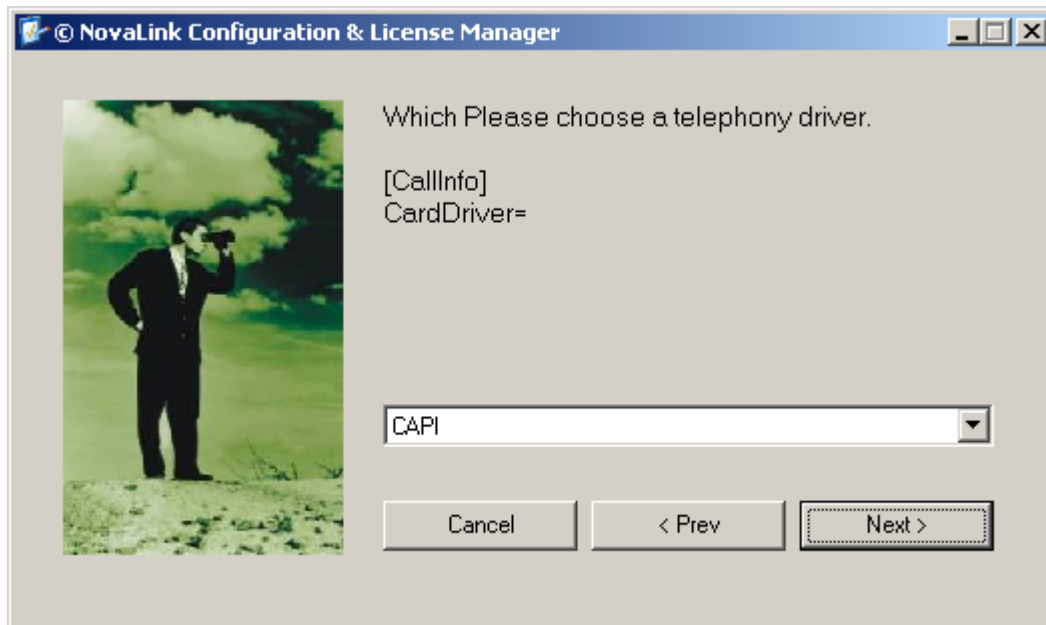 © NovaLink Configuration & License Manager
Which Please choose a telephony driver.
[CallInfo]
CardDriver=
CAPI
Cancel
< Prev
Next >